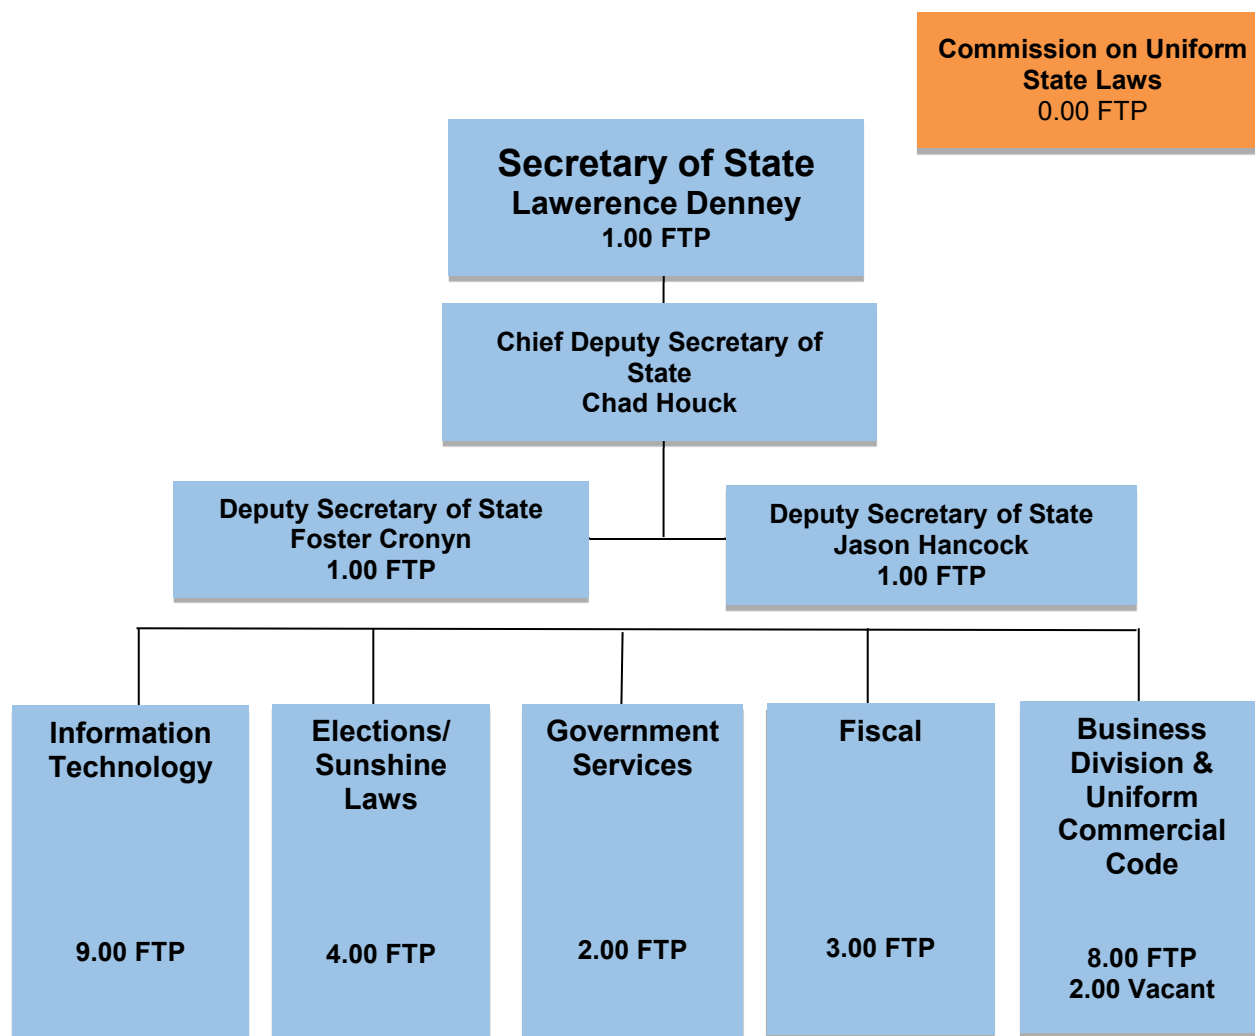 Commission on Uniform
State Laws
0.00 FTP
Secretary of State
Lawerence Denney
1.00 FTP
Chief Deputy Secretary of
State
Chad Houck
Deputy Secretary of State
Foster Cronyn
1.00 FTP
Deputy Secretary of State
Jason Hancock
1.00 FTP
Information
Technology
9.00 FTP
Elections/
Sunshine
Laws
4.00 FTP
Government
Services
2.00 FTP
Fiscal
3.00 FTP
Business
Division &
Uniform
Commercial
Code
8.00 FTP
2.00 Vacant